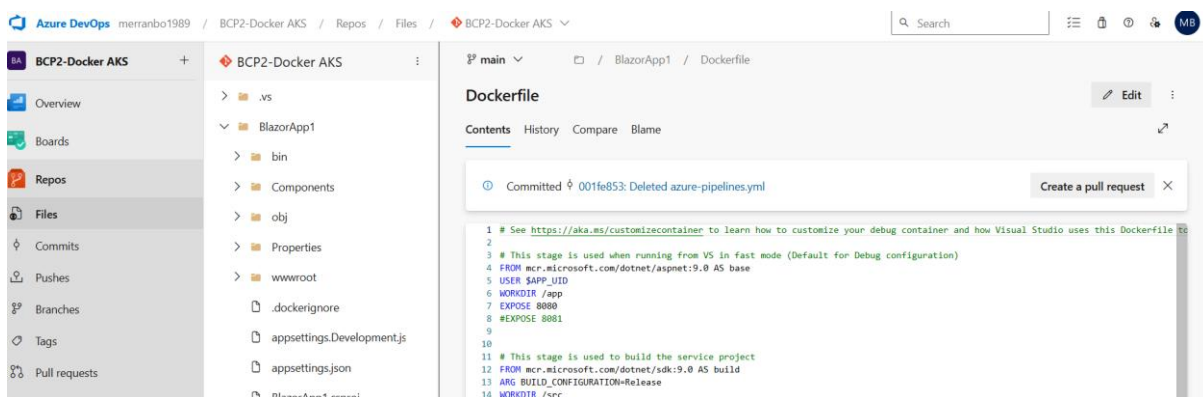 Azure DevOps merranbo1989 / BCP2-Docker AKS / Repos / Files / BCP2-Docker AKS
Search
MB
BA BCP2-Docker AKS +
Overview
Boards
Repos
Files
Commits
Pushes
Branches
Tags
Pull requests
BCP2-Docker AKS
.vs
BlazorApp1
bin
Components
obj
Properties
wwwroot
.dockerignore
appsettings.Development.js
appsettings.json
main / BlazorApp1 / Dockerfile
Dockerfile
Edit
Contents History Compare Blame
Committed 001fe853: Deleted azure-pipelines.yml
Create a pull request
1 # See https://aka.ms/customizecontainer to learn how to customize your debug container and how Visual Studio uses this Dockerfile to
2
3 # This stage is used when running from VS in fast mode (Default for Debug configuration)
4 FROM mcr.microsoft.com/dotnet/aspnet:9.0 AS base
5 USER $APP_UID
6 WORKDIR /app
7 EXPOSE 8080
8 #EXPOSE 8081
9
10
11 # This stage is used to build the service project
12 FROM mcr.microsoft.com/dotnet/sdk:9.0 AS build
13 ARG BUILD_CONFIGURATION=Release
14 WORKDIR /src